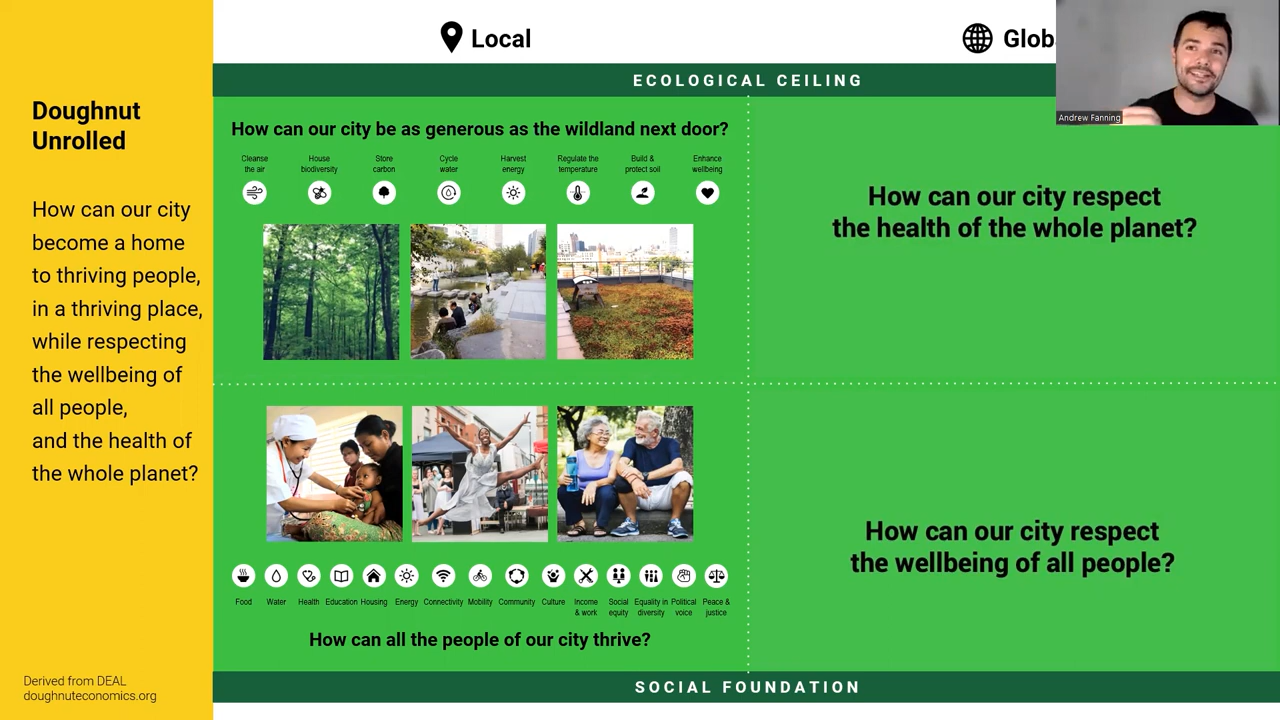 Doughnut
Unrolled
How can our city
become a home
to thriving people,
in a thriving place,
while respecting
the wellbeing of
all people,
and the health of
the whole planet?
Derived from DEAL
doughnuteconomics.org
Local
Glob
Andrew Fanning
ECOLOGICAL CEILING
How can our city be as generous as the wildland next door?
Cleanse
the air
House
biodiversity
Store
carbon
Cycle
water
Harvest
energy
Regulate the
temperature
Build &
protect soil
Enhance
wellbeing
How can our city respect
the health of the whole planet?
Food
Water
Health
Education
Housing
Energy
Connectivity
Mobility
Community
Culture
Income
& work
Social
equity
Equality in
diversity
Political
voice
Peace &
justice
How can all the people of our city thrive?
How can our city respect
the wellbeing of all people?
SOCIAL FOUNDATION